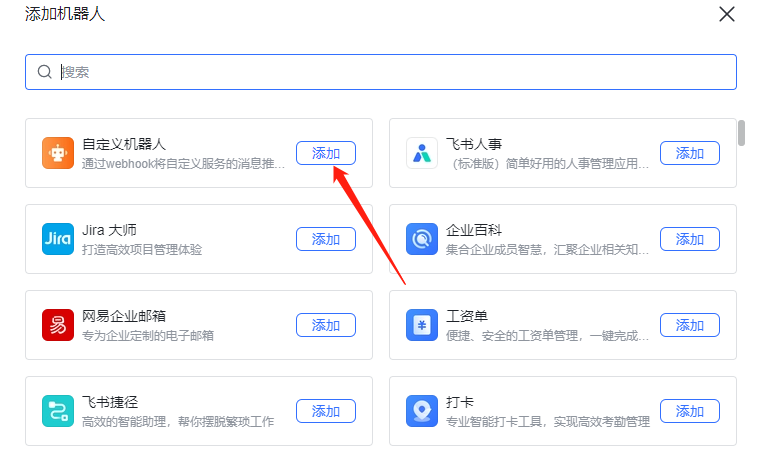 添加机器人
搜索
自定义机器人
通过webhook将自定义服务的消息推...
添加
飞书人事
（标准版）简单好用的人事管理应用...
添加
Jira
Jira 大师
打造高效项目管理体验
添加
企业百科
集合企业成员智慧，汇聚企业相关知...
添加
易
网易企业邮箱
专为企业定制的电子邮箱
添加
¥
工资单
便捷、安全的工资单管理，一键完成...
添加
飞书捷径
高效的智能助理，帮你摆脱繁琐工作
添加
打卡
专业智能打卡工具，实现高效考勤管理
添加